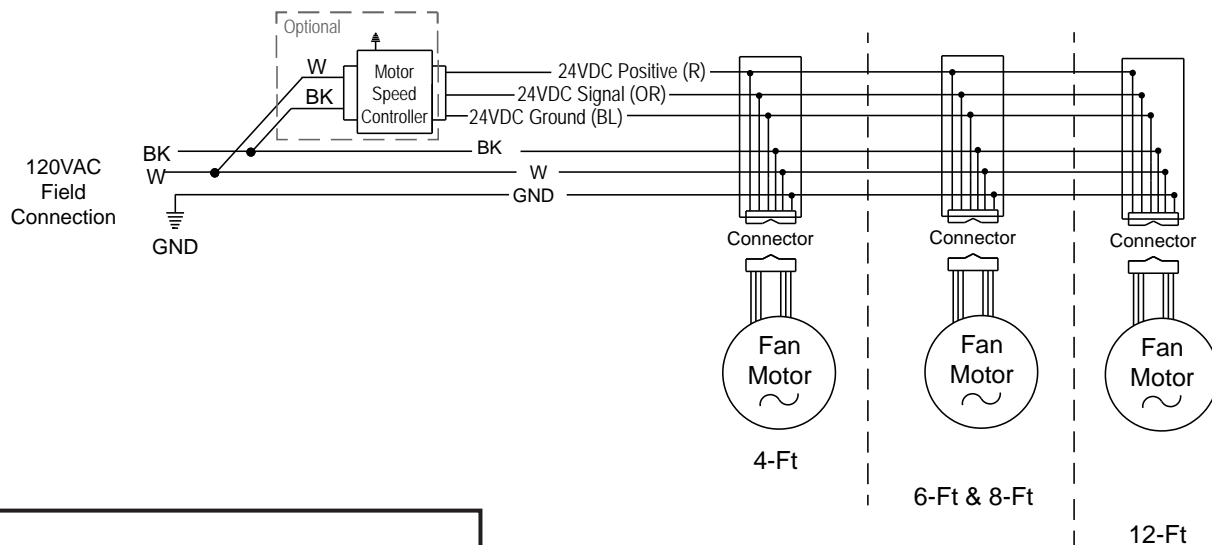 Optional
W
BK
Motor
Speed
Controller
24VDC Positive (R)
24VDC Signal (OR)
24VDC Ground (BL)
120VAC
Field
Connection
BK
W
GND
BK
W
GND
Connector
Connector
Connector
Fan
Motor
Fan
Motor
Fan
Motor
4-Ft
6-Ft & 8-Ft
12-Ft